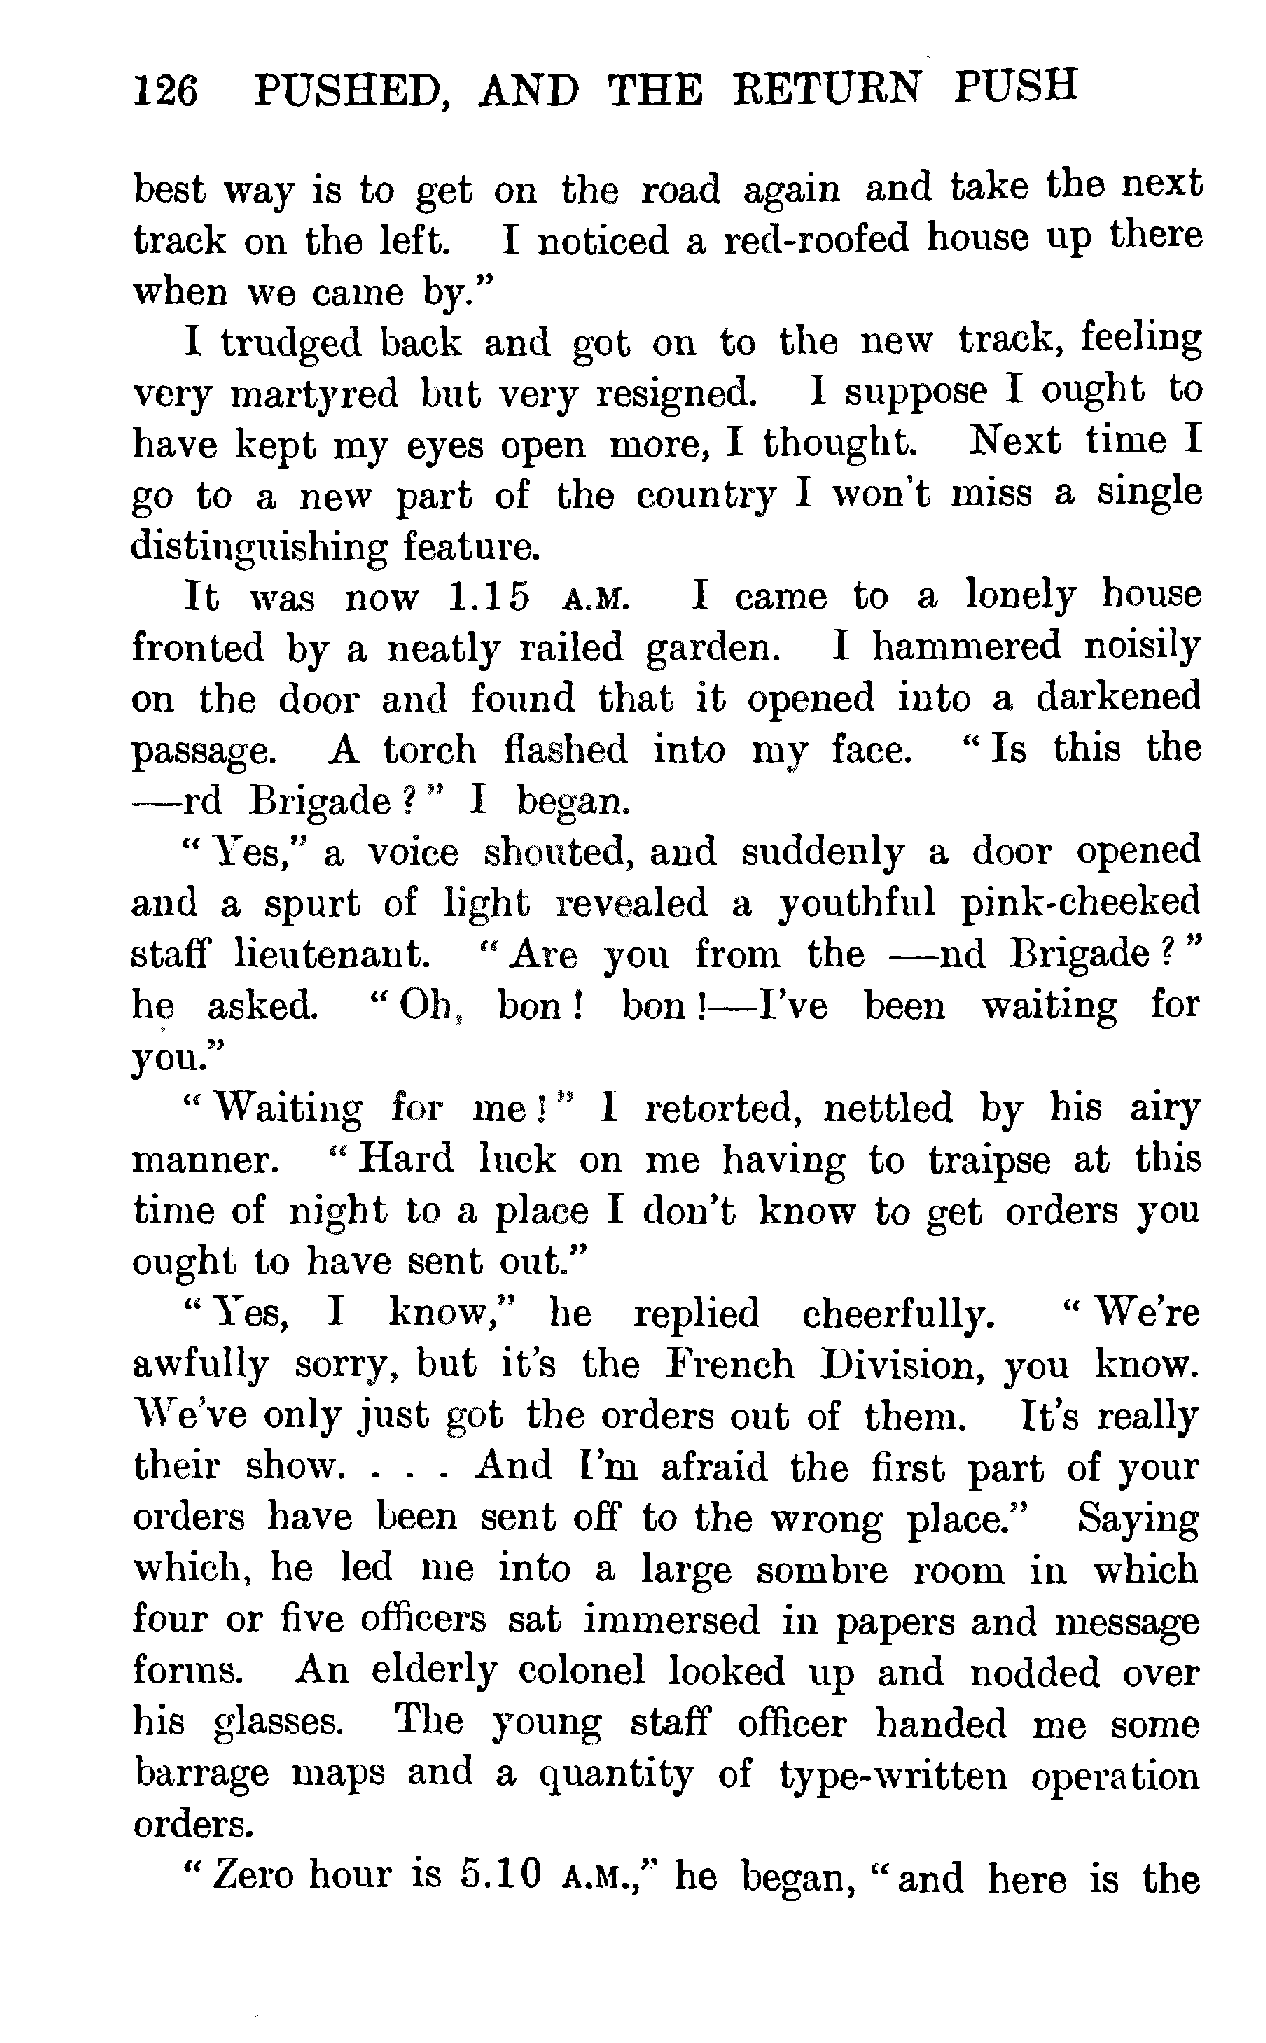 126 PUSHED, AND THE RETURN PUSH
best way is to get on the road again and take the next
track on the left. I noticed a red-roofed house up there
when we came by.”
I trudged back and got on to the new track, feeling
very martyred but very resigned. I suppose I ought to
have kept my eyes open more, I thought. Next time I
go to a new part of the country I won’t miss a single
distinguishing feature.
It was now 1.15 A.M. I came to a lonely house
fronted by a neatly railed garden. I hammered noisily
on the door and found that it opened into a darkened
passage. A torch flashed into my face. “ Is this the
—rd Brigade ? ” I began.
“ Yes,” a voice shouted, and suddenly a door opened
and a spurt of light revealed a youthful pink-cheeked
staff lieutenant. “ Are you from the —nd Brigade ? ”
he asked. “ Oh, bon ! bon !—I’ve been waiting for
you.”
“ Waiting for me ! ” I retorted, nettled by his airy
manner. “ Hard luck on me having to traipse at this
time of night to a place I don’t know to get orders you
ought to have sent out.”
“ Yes, I know,” he replied cheerfully. “ We’re
awfully sorry, but it’s the French Division, you know.
We’ve only just got the orders out of them. It’s really
their show. . . . And I’m afraid the first part of your
orders have been sent off to the wrong place.” Saying
which, he led me into a large sombre room in which
four or five officers sat immersed in papers and message
forms. An elderly colonel looked up and nodded over
his glasses. The young staff officer handed me some
barrage maps and a quantity of type-written operation
orders.
“ Zero hour is 5.10 A.M.,” he began, “ and here is the